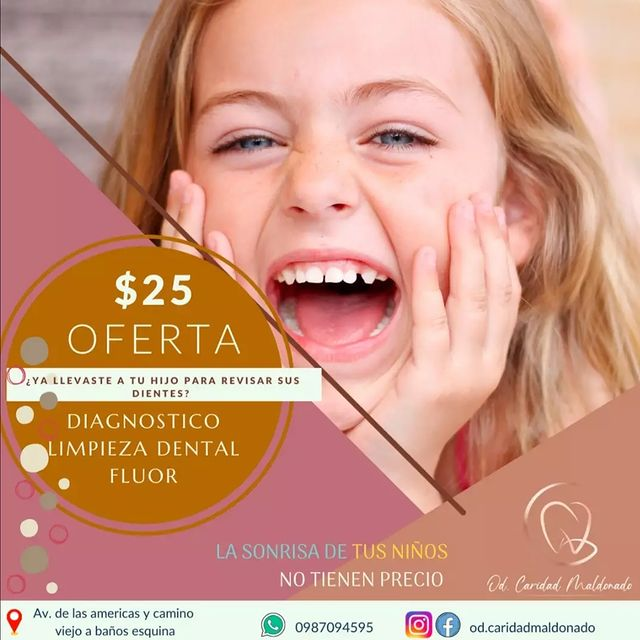 $25
OFERTA
¿YA LLEVASTE A TU HIJO PARA REVISAR SUS
DIENTES?
DIAGNOSTICO
LIMPIEZA DENTAL
FLUOR
LA SONRISA DE TUS NIÑOS
NO TIENEN PRECIO
Od. Caridad Maldonado
Av. de las americas y camino
viejo a baños esquina
0987094595
od.caridadmaldonado